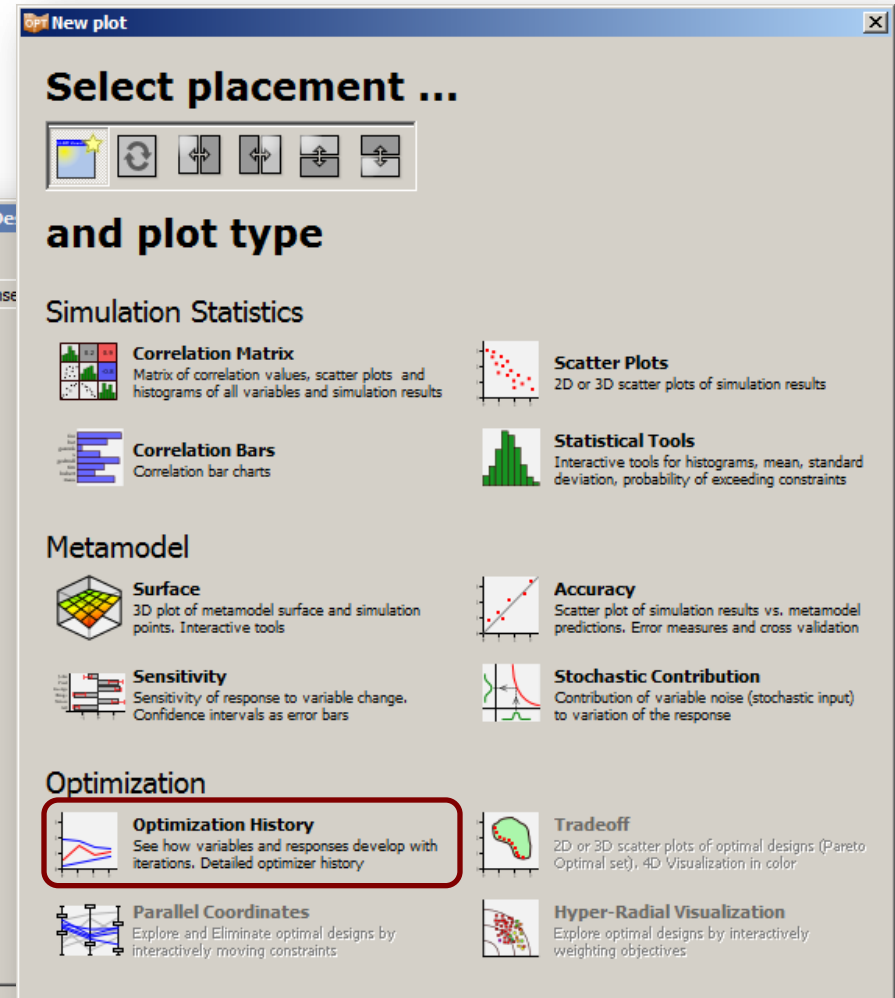 OPT New plot
Select placement ...
and plot type
Simulation Statistics
Correlation Matrix
Matrix of correlation values, scatter plots and
histograms of all variables and simulation results
Scatter Plots
2D or 3D scatter plots of simulation results
Correlation Bars
Correlation bar charts
Statistical Tools
Interactive tools for histograms, mean, standard
deviation, probability of exceeding constraints
Metamodel
Surface
3D plot of metamodel surface and simulation
points. Interactive tools
Accuracy
Scatter plot of simulation results vs. metamodel
predictions. Error measures and cross validation
Sensitivity
Sensitivity of response to variable change.
Confidence intervals as error bars
Stochastic Contribution
Contribution of variable noise (stochastic input)
to variation of the response
Optimization
Optimization History
See how variables and responses develop with
iterations. Detailed optimizer history
Tradeoff
2D or 3D scatter plots of optimal designs (Pareto
Optimal set). 4D Visualization in color
Parallel Coordinates
Explore and Eliminate optimal designs by
interactively moving constraints
Hyper-Radial Visualization
Explore optimal designs by interactively
weighting objectives